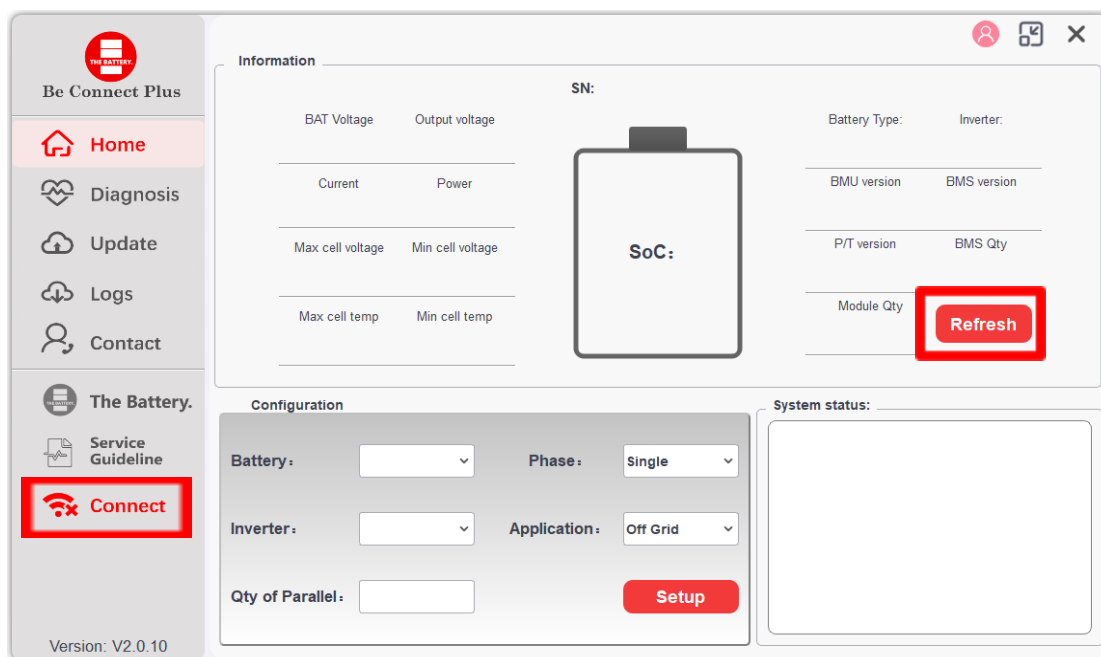 THE BATTERY.
Be Connect Plus
Home
Diagnosis
Update
Logs
Contact
The Battery.
Service
Guideline
Connect
Version: V2.0.10
Information
SN:
BAT Voltage Output voltage
Current Power
Max cell voltage Min cell voltage
Max cell temp Min cell temp
SoC：
Battery Type: Inverter:
BMU version BMS version
P/T version BMS Qty
Module Qty
Refresh
Configuration
Battery： Phase： Single
Inverter： Application： Off Grid
Qty of Parallel： Setup
System status: